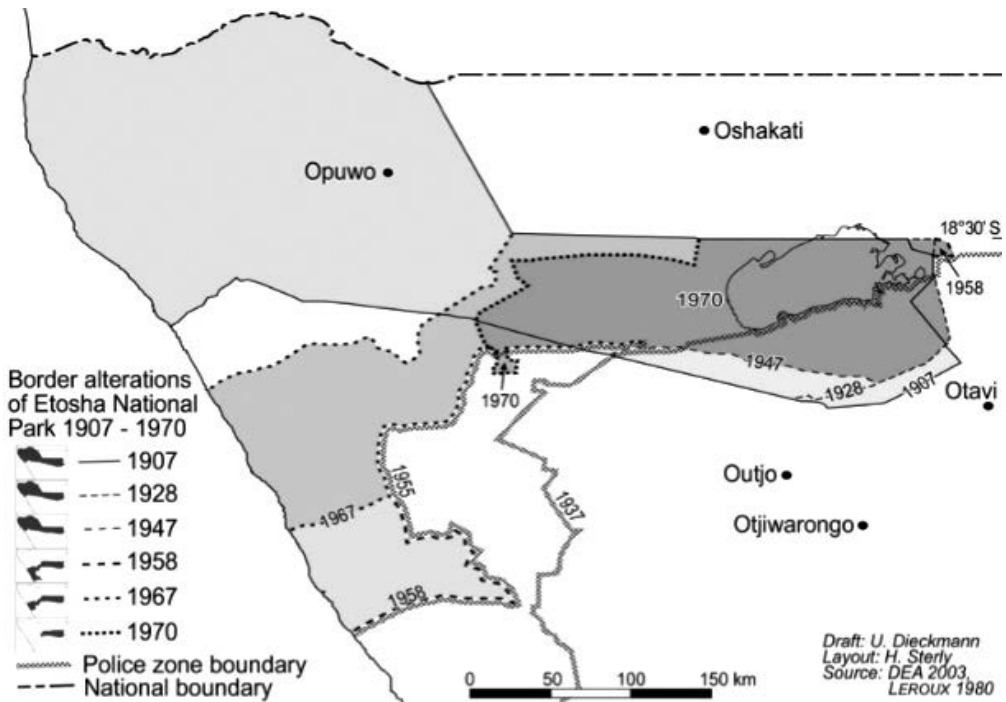 Oshakati
Opuwo
18°30' S
1958
1970
1947
1928
1907
1970
Otavi
Border alterations
of Etosha National
Park 1907 - 1970
1907
1928
1947
1958
1967
1970
Police zone boundary
National boundary
1955
1967
1937
1958
Outjo
Otjiwarongo
0 50 100 150 km
Draft: U. Dieckmann
Layout: H. Sterly
Source: DEA 2003,
LEROUX 1980